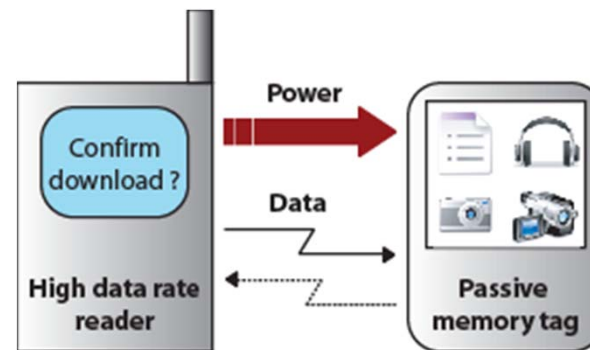 Confirm
download ?
High data rate
reader
Power
Data
Passive
memory tag